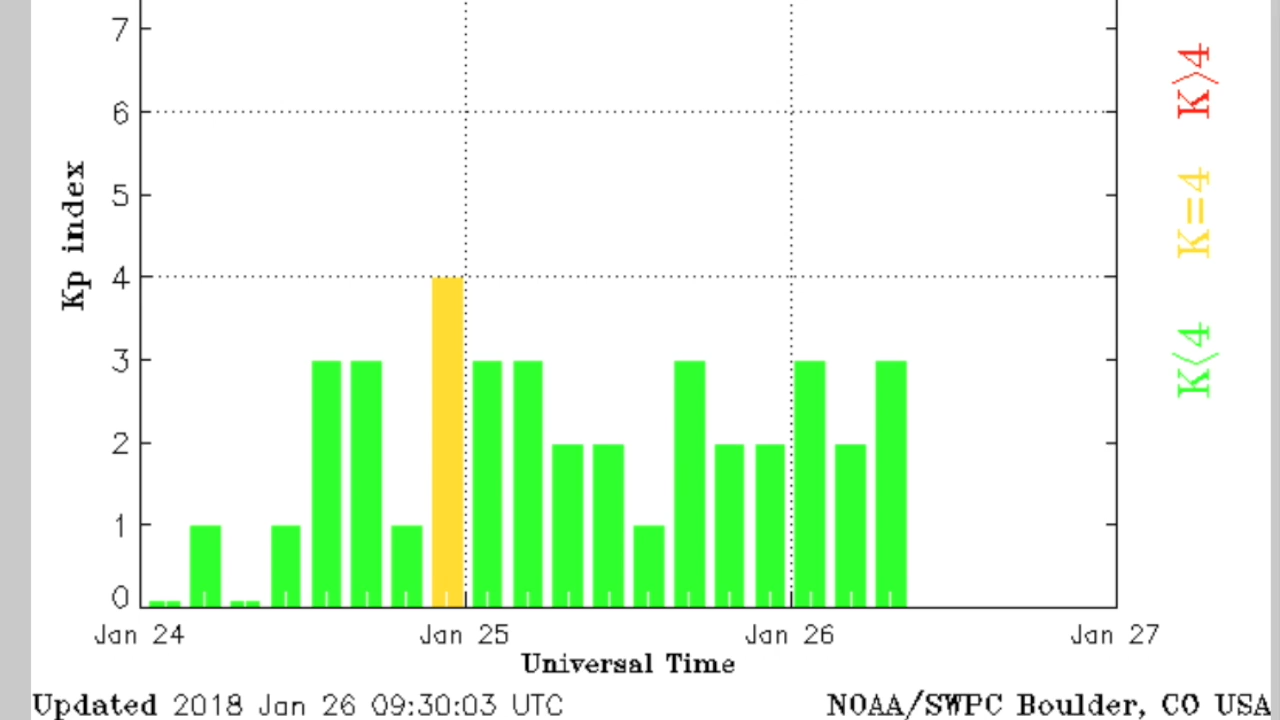 7
6
5
4
3
2
1
0
Kp index
K>4
K=4
K<4
Jan 24 Jan 25 Jan 26 Jan 27
Universal Time
Updated 2018 Jan 26 09:30:03 UTC
NOAA/SWPC Boulder, CO USA